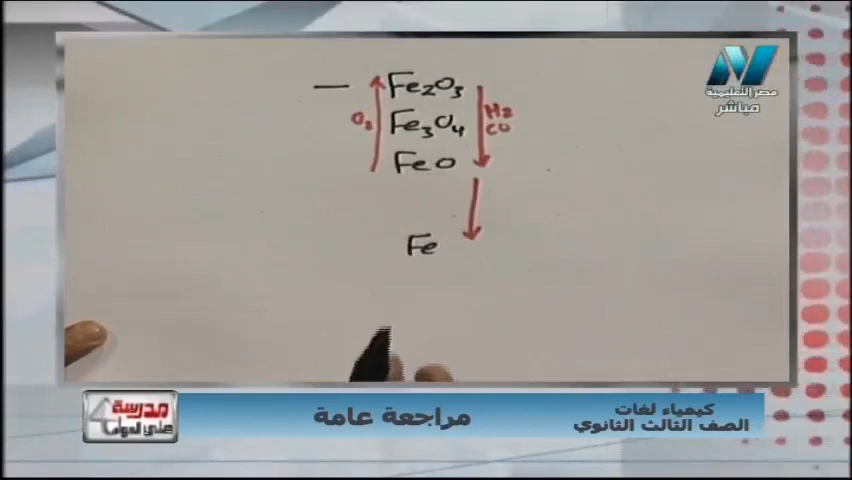 مصر التعليمية
مباشر
— Fe₂O₃
O₂
Fe₃O₄
H₂
CO
FeO
Fe
مدرسة
على الهواء
مراجعة عامة
كيمياء لغات
الصف الثالث الثانوي